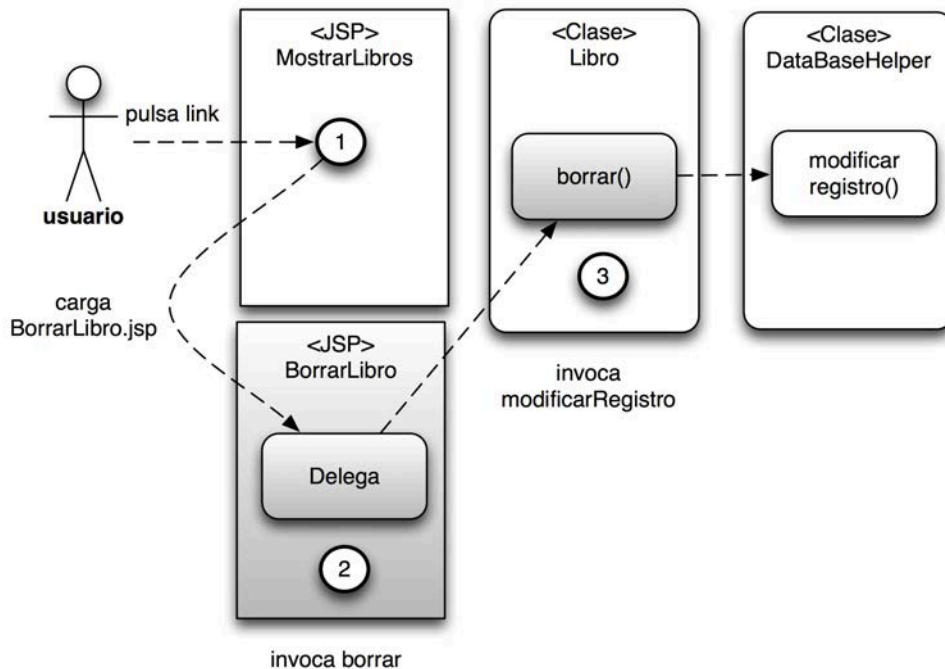 <JSP>
MostrarLibros
<Clase>
Libro
<Clase>
DataBaseHelper
pulsa link
1
borrar()
modificar
registro()
usuario
3
carga
BorrarLibro.jsp
<JSP>
BorrarLibro
invoca
modificarRegistro
Delega
2
invoca borrar